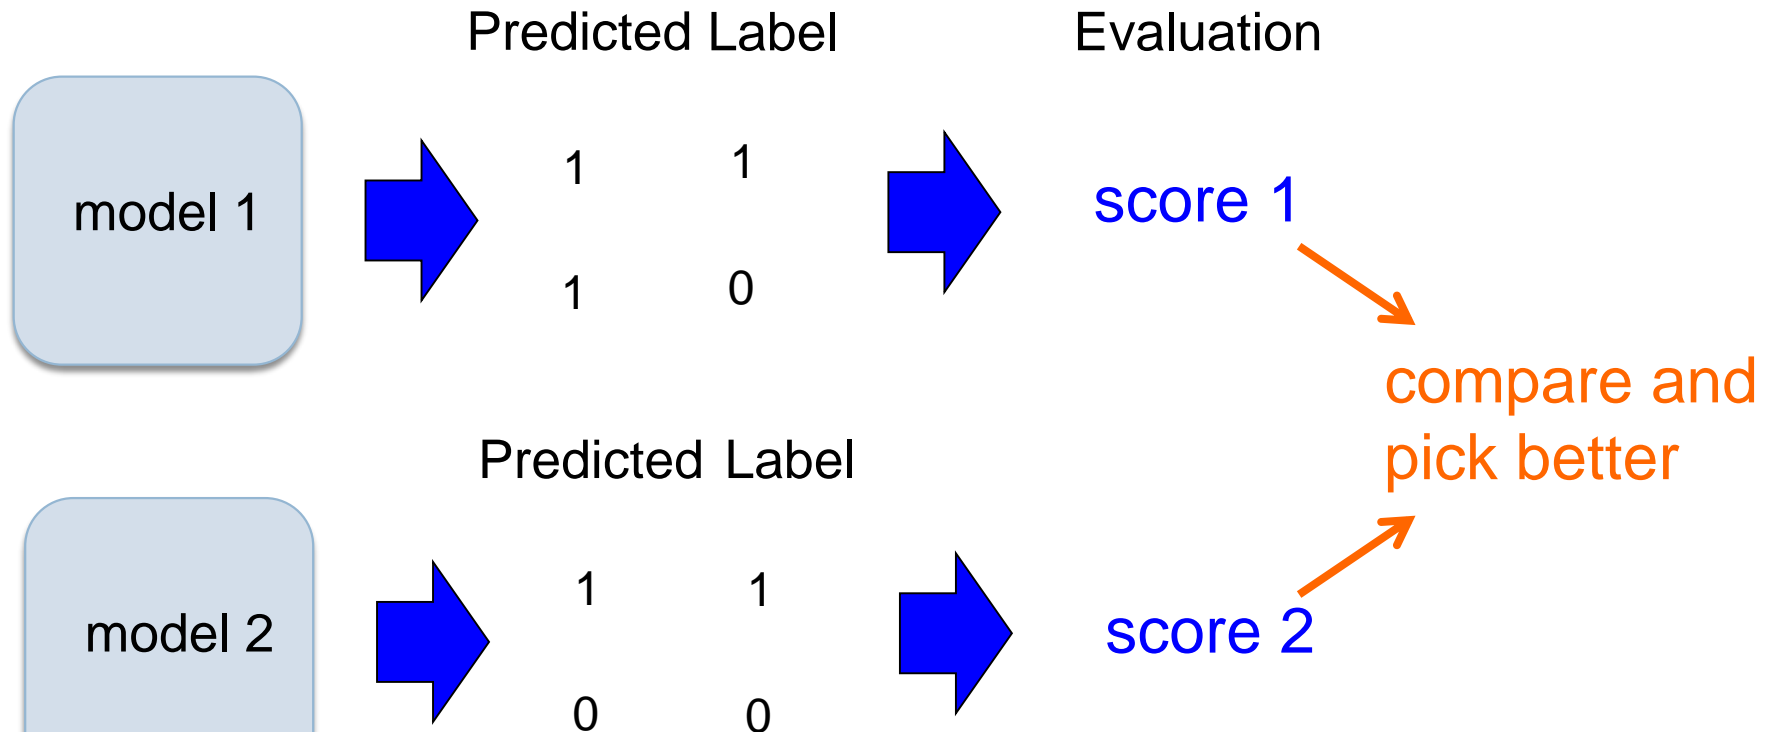 Predicted Label Evaluation
1 1
model 1 score 1
1 0
compare and
pick better
Predicted Label
1 1
model 2 score 2
0 0